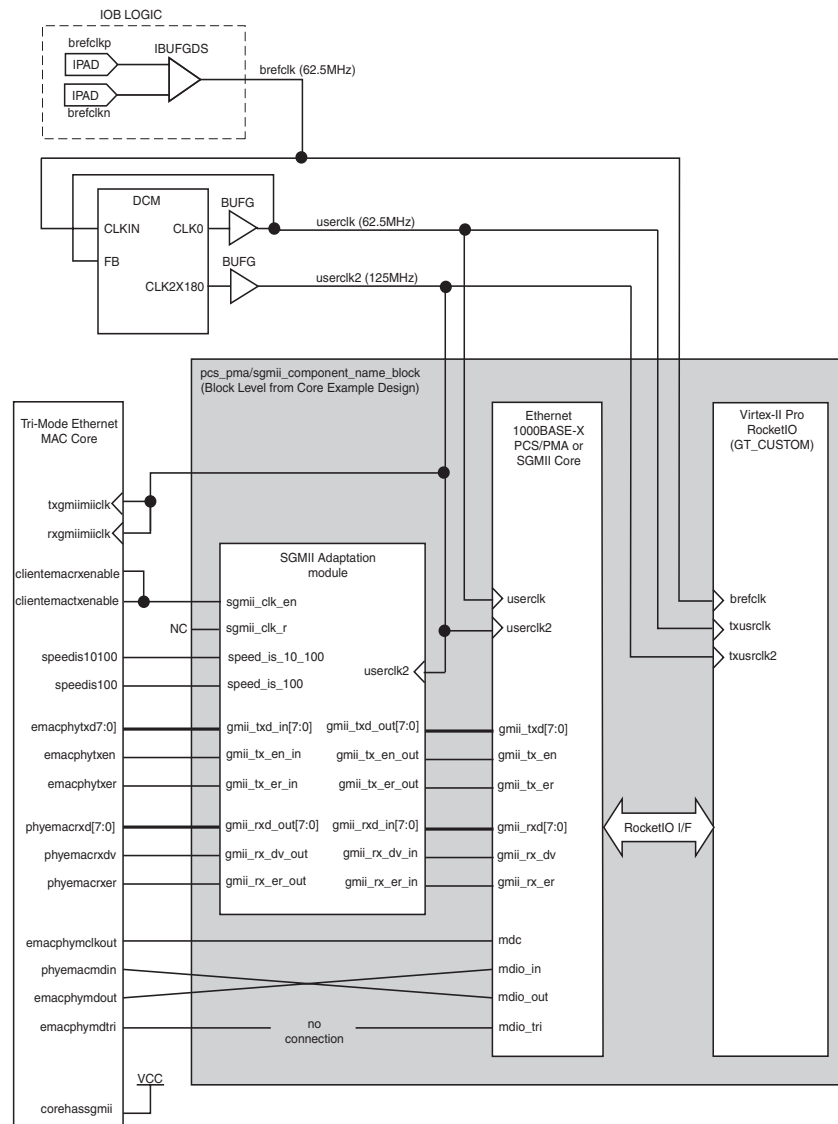 IOB LOGIC
brefclkp
IPAD
IBUFGDS
brefclk (62.5MHz)
IPAD
brefclkn
DCM
BUFG
CLKIN
CLK0
userclk (62.5MHz)
FB
BUFG
CLK2X180
userclk2 (125MHz)
pcs_pma/sgmii_component_name_block
(Block Level from Core Example Design)
Tri-Mode Ethernet
MAC Core
Ethernet
1000BASE-X
PCS/PMA or
SGMII Core
Virtex-II Pro
RocketIO
(GT_CUSTOM)
txgmiimiiclk
rxgmiimiiclk
SGMII Adaptation
module
clientemacrxenable
clientemactxenable
sgmii_clk_en
userclk
brefclk
NC
sgmii_clk_r
userclk2
txusrclk
speedis10100
speed_is_10_100
userclk2
txusrclk2
speedis100
speed_is_100
emacphytxd7:0]
gmii_txd_in[7:0]
gmii_txd_out[7:0]
gmii_txd[7:0]
emacphytxen
gmii_tx_en_in
gmii_tx_en_out
gmii_tx_en
emacphytxer
gmii_tx_er_in
gmii_tx_er_out
gmii_tx_er
phyemacrxd[7:0]
gmii_rxd_out[7:0]
gmii_rxd_in[7:0]
gmii_rxd[7:0]
RocketIO I/F
phyemacrxdv
gmii_rx_dv_out
gmii_rx_dv_in
gmii_rx_dv
phyemacrxer
gmii_rx_er_out
gmii_rx_er_in
gmii_rx_er
emacphymclkout
mdc
phyemacmdin
mdio_in
emacphymdout
mdio_out
emacphymdtri
no
connection
mdio_tri
VCC
corehassgmii